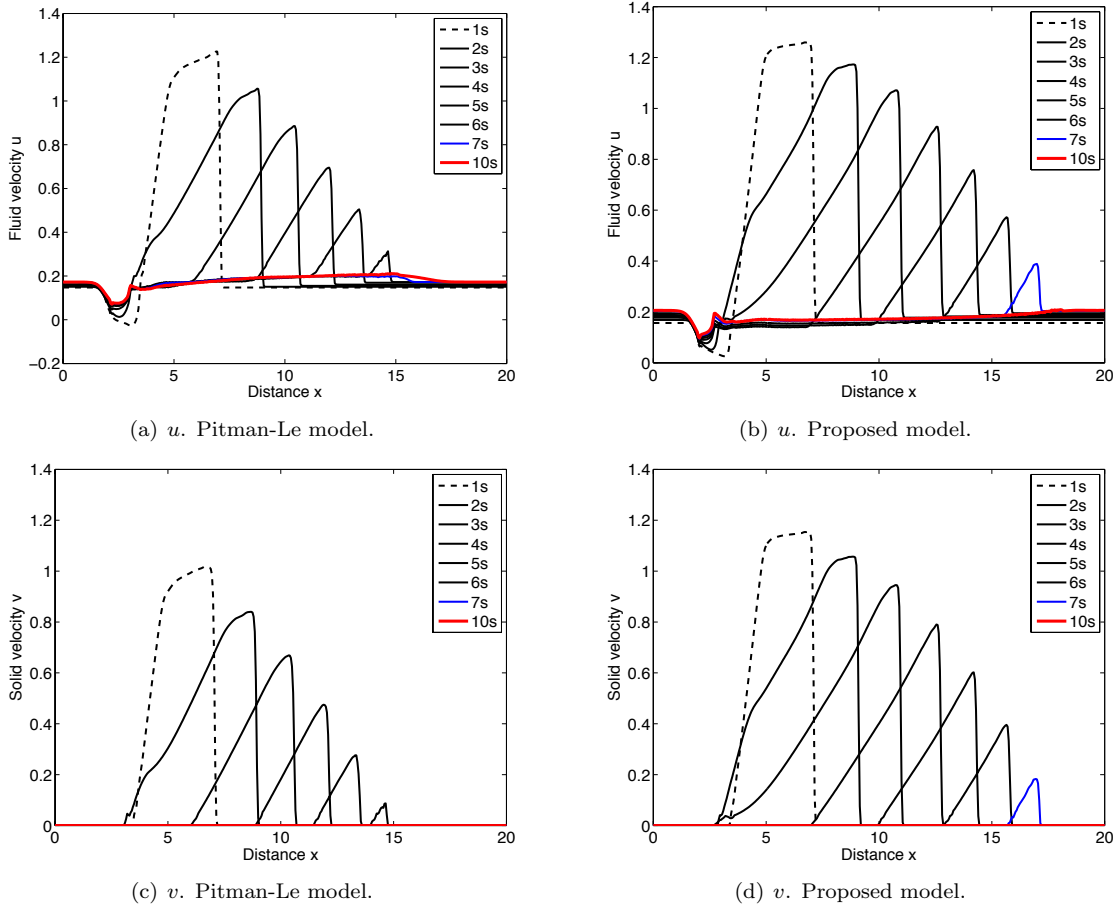 1.4
1.2
1
0.8
0.6
0.4
0.2
0
−0.2
Fluid velocity u
1s
2s
3s
4s
5s
6s
7s
10s
0 5 10 15 20
Distance x
(a) u. Pitman-Le model.
1.4
1.2
1
0.8
0.6
0.4
0.2
0
Fluid velocity u
1s
2s
3s
4s
5s
6s
7s
10s
0 5 10 15 20
Distance x
(b) u. Proposed model.
1.4
1.2
1
0.8
0.6
0.4
0.2
0
Solid velocity v
1s
2s
3s
4s
5s
6s
7s
10s
0 5 10 15 20
Distance x
(c) v. Pitman-Le model.
1.4
1.2
1
0.8
0.6
0.4
0.2
0
Solid velocity v
1s
2s
3s
4s
5s
6s
7s
10s
0 5 10 15 20
Distance x
(d) v. Proposed model.